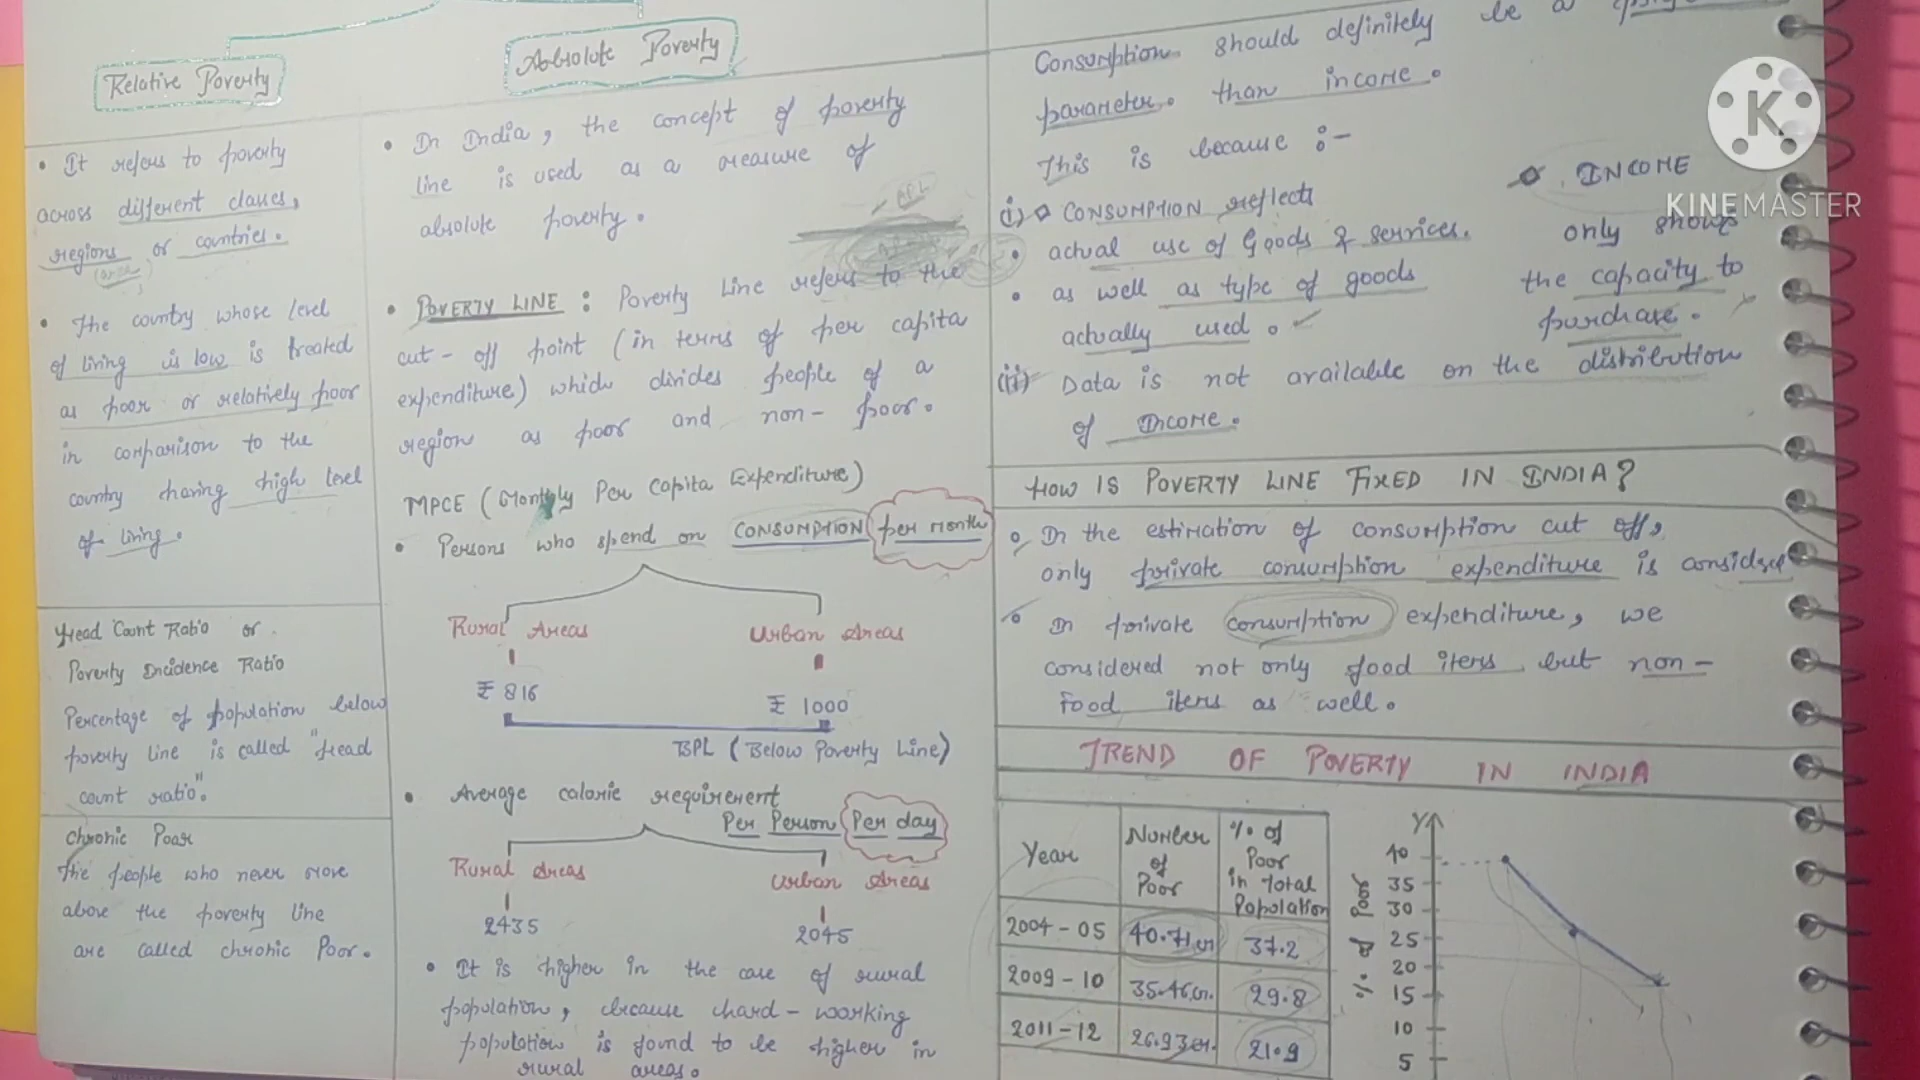 Relative Poverty
• It refers to poverty
across different classes,
regions or countries.
(area)
• The country whose level
of living is low is treated
as poor or relatively poor
in comparison to the
country having high level
of living.
Head Count Ratio or
Poverty Incidence Ratio
Percentage of population below
poverty line is called "Head
count ratio".
Chronic Poor
The people who never move
above the poverty line
are called chronic Poor.
Absolute Poverty
• In India, the concept of poverty
line is used as a measure of
absolute poverty.
• POVERTY LINE : Poverty Line refers to the
cut-off point (in terms of per capita
expenditure) which divides people of a
region as poor and non-poor.
MPCE (Monthly Per Capita Expenditure)
• Persons who spend on CONSUMPTION per month
Rural Areas Urban Areas
₹ 816 ₹ 1000
BPL (Below Poverty Line)
• Average calorie requirement
Per Person Per day
Rural Areas Urban Areas
2435 2045
• It is higher in the case of rural
population, because hard-working
population is found to be higher in
rural areas.
Consumption should definitely be a
parameter. than income.
This is because :-
(i) CONSUMPTION reflects
• actual use of Goods & services.
• as well as type of goods
actually used.
INCOME
only shows
the capacity to
purchase.
(ii) Data is not available on the distribution
of Income.
HOW IS POVERTY LINE FIXED IN INDIA?
• In the estimation of consumption cut off,
only private consumption expenditure is considered
• In private consumption expenditure, we
considered not only food items but non-
food items as well.
TREND OF POVERTY IN INDIA
Year Number of Poor % of Poor in Total Population
2004-05 40.71 cr. 37.2
2009-10 35.46 cr. 29.8
2011-12 26.93 cr. 21.9
Y
% of Poor
40
35
30
25
20
15
10
5
K
KINEMASTER